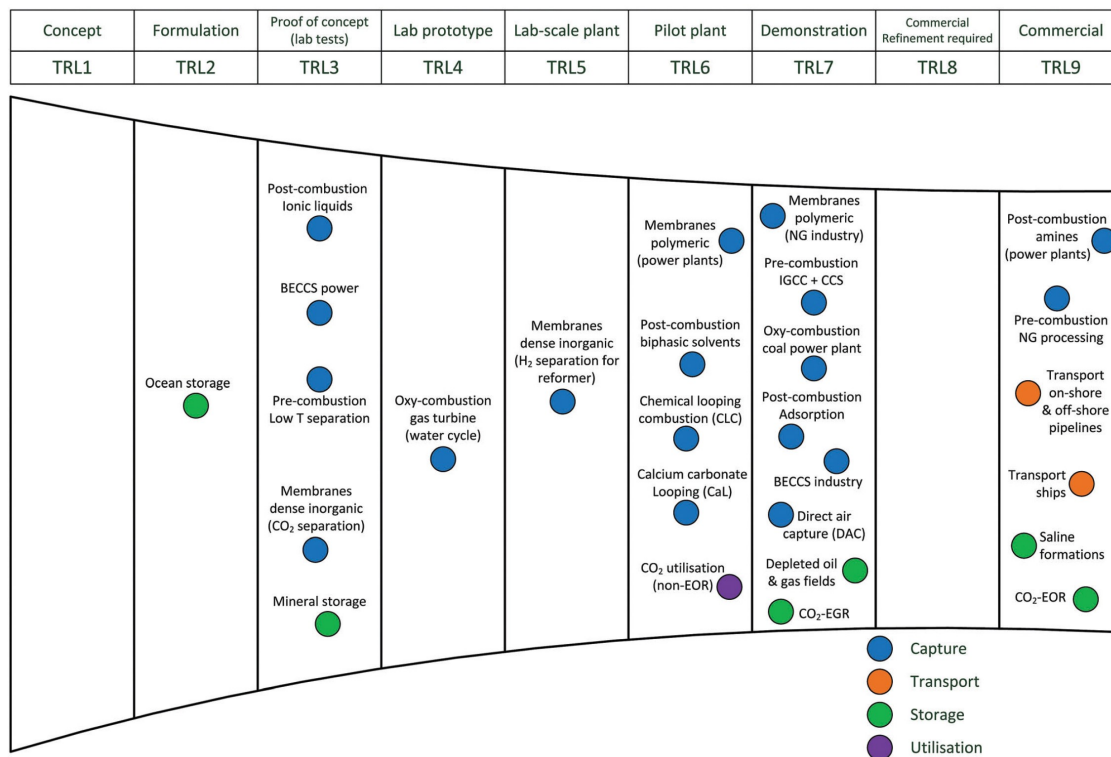 Concept
Formulation
Proof of concept
(lab tests)
Lab prototype
Lab-scale plant
Pilot plant
Demonstration
Commercial
Refinement required
Commercial
TRL1
TRL2
TRL3
TRL4
TRL5
TRL6
TRL7
TRL8
TRL9
Ocean storage
Post-combustion
Ionic liquids
BECCS power
Pre-combustion
Low T separation
Membranes
dense inorganic
(CO₂ separation)
Mineral storage
Oxy-combustion
gas turbine
(water cycle)
Membranes
dense inorganic
(H₂ separation for
reformer)
Membranes
polymeric
(power plants)
Post-combustion
biphasic solvents
Chemical looping
combustion (CLC)
Calcium carbonate
Looping (CaL)
CO₂ utilisation
(non-EOR)
Membranes
polymeric
(NG industry)
Pre-combustion
IGCC + CCS
Oxy-combustion
coal power plant
Post-combustion
Adsorption
BECCS industry
Direct air
capture (DAC)
Depleted oil
& gas fields
CO₂-EGR
Post-combustion
amines
(power plants)
Pre-combustion
NG processing
Transport
on-shore
& off-shore
pipelines
Transport
ships
Saline
formations
CO₂-EOR
Capture
Transport
Storage
Utilisation